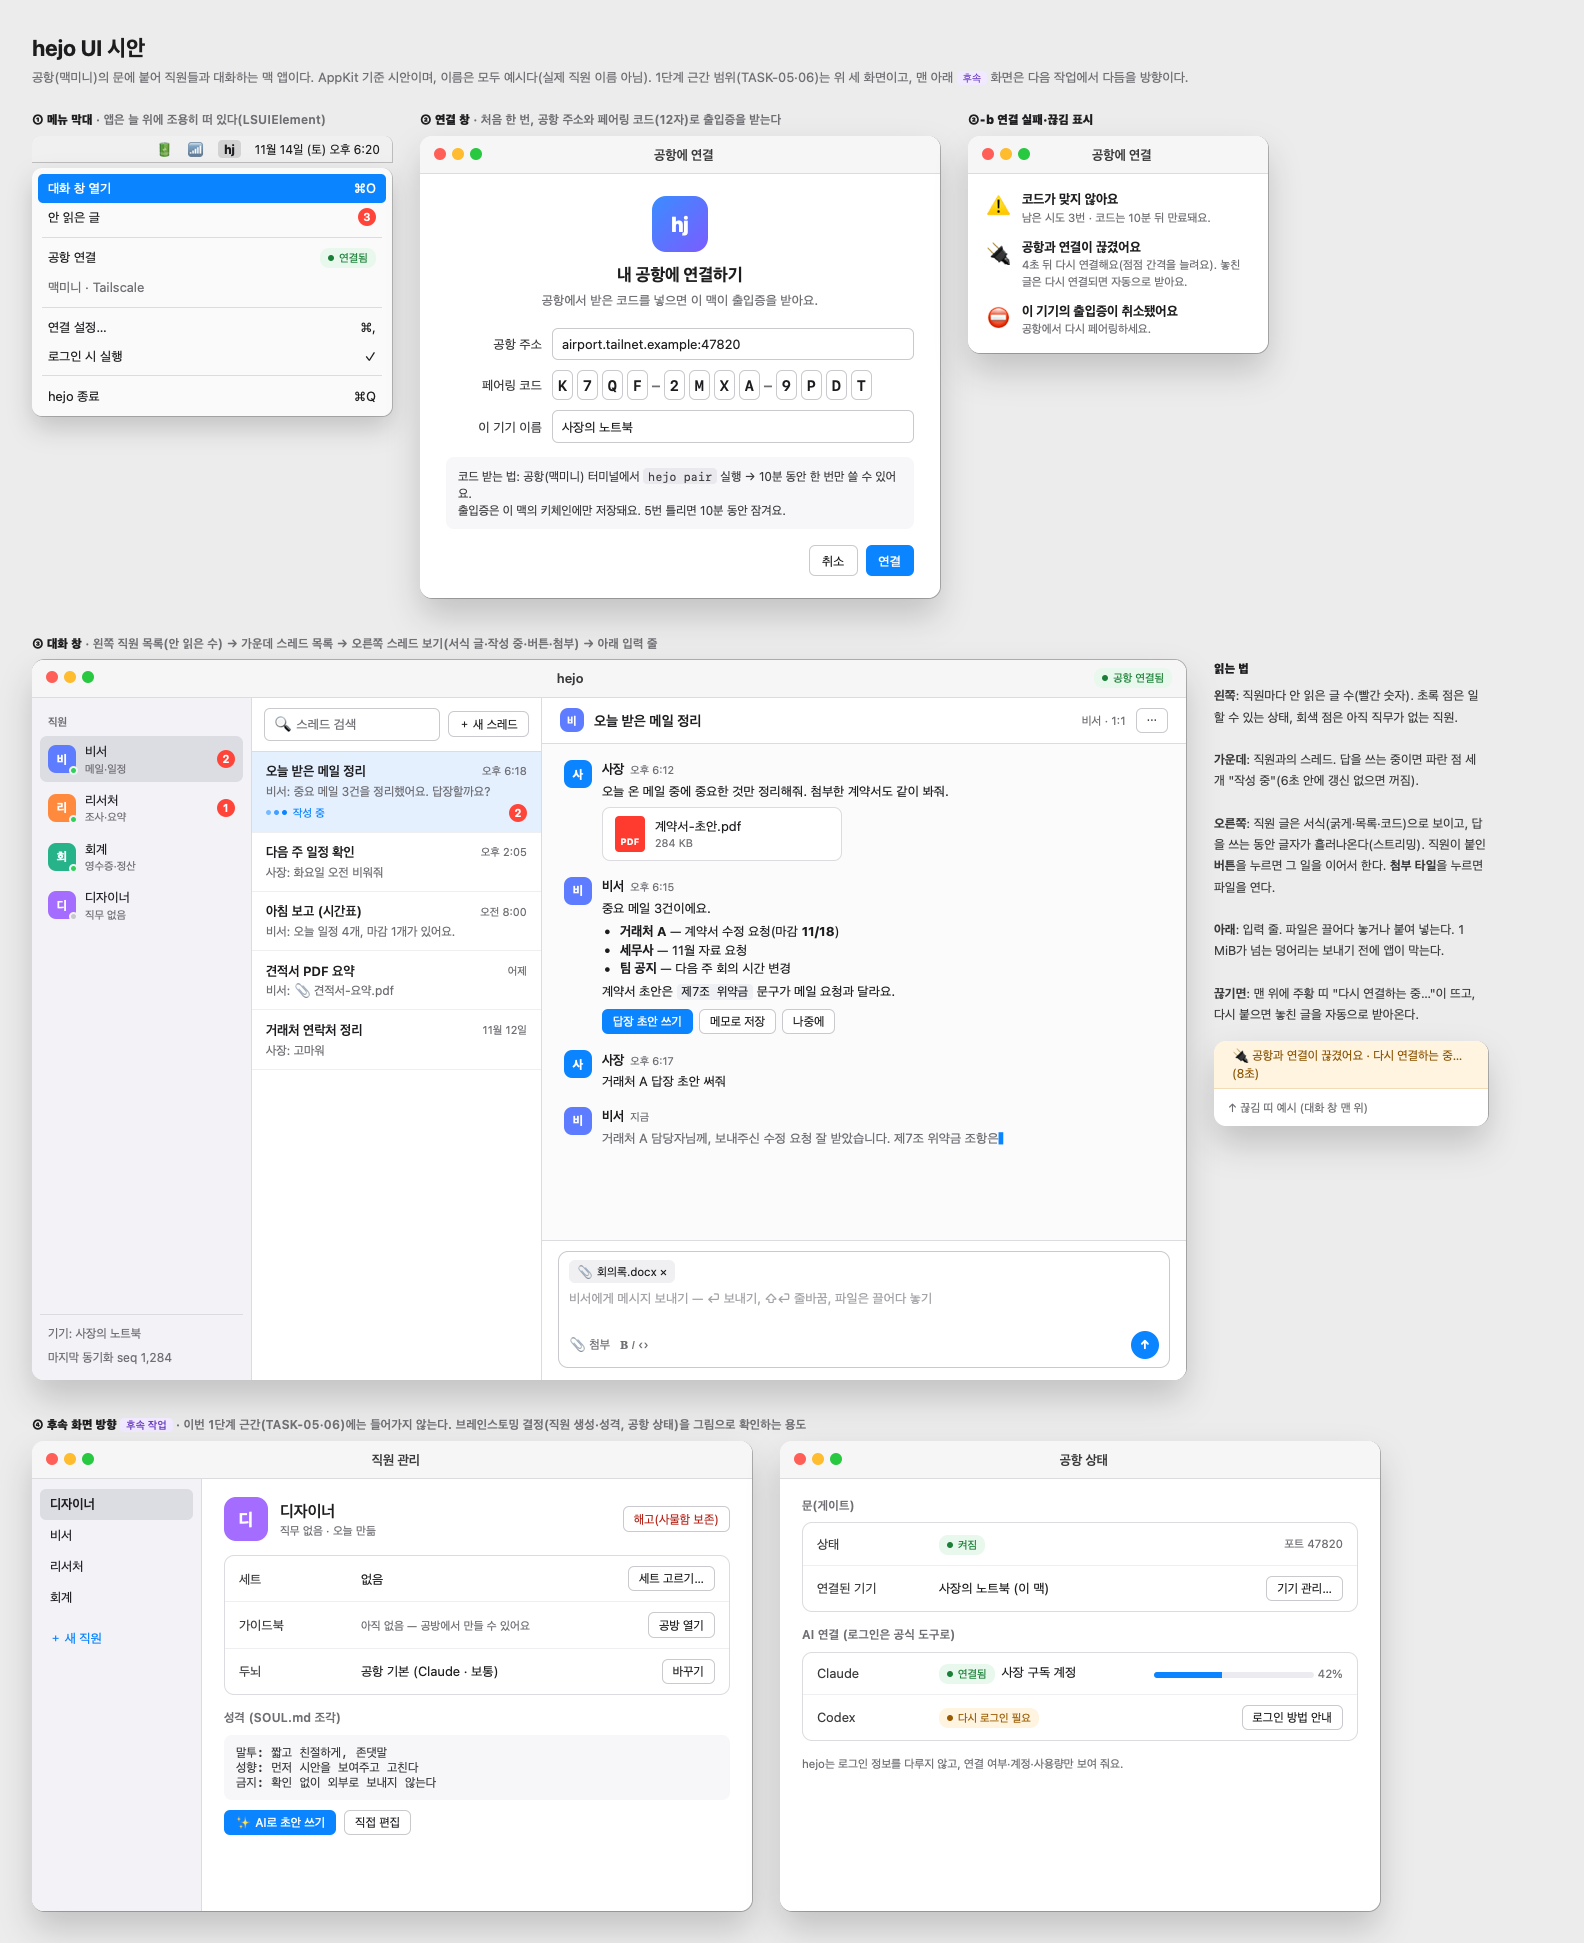 hejo UI 시안
공항(맥미니)의 문에 붙어 직원들과 대화하는 맥 앱이다. AppKit 기준 시안이며, 이름은 모두 예시다(실제 직원 이름 아님). 1단계 근간 범위(TASK-05·06)는 위 세 화면이고, 맨 아래 후속 화면은 다음 작업에서 다듬을 방향이다.
① 메뉴 막대 · 앱은 늘 위에 조용히 떠 있다(LSUIElement)
hj 11월 14일 (토) 오후 6:20
대화 창 열기 ⌘O
안 읽은 글 3
공항 연결 연결됨
맥미니 · Tailscale
연결 설정... ⌘,
로그인 시 실행 ✓
hejo 종료 ⌘Q
② 연결 창 · 처음 한 번, 공항 주소와 페어링 코드(12자)로 출입증을 받는다
공항에 연결
hj
내 공항에 연결하기
공항에서 받은 코드를 넣으면 이 맥이 출입증을 받아요.
공항 주소 airport.tailnet.example:47820
페어링 코드 K 7 Q F – 2 M X A – 9 P D T
이 기기 이름 사장의 노트북
코드 받는 법: 공항(맥미니) 터미널에서 hejo pair 실행 → 10분 동안 한 번만 쓸 수 있어
요.
출입증은 이 맥의 키체인에만 저장돼요. 5번 틀리면 10분 동안 잠겨요.
취소 연결
-b 연결 실패·끊김 표시
공항에 연결
코드가 맞지 않아요
남은 시도 3번 · 코드는 10분 뒤 만료돼요.
공항과 연결이 끊겼어요
4초 뒤 다시 연결해요(점점 간격을 늘려요). 놓친
글은 다시 연결되면 자동으로 받아요.
이 기기의 출입증이 취소됐어요
공항에서 다시 페어링하세요.
③ 대화 창 · 왼쪽 직원 목록(안 읽은 수) → 가운데 스레드 목록 → 오른쪽 스레드 보기(서식 글·작성 중·버튼·첨부) → 아래 입력 줄
hejo
공항 연결됨
직원
비 비서 2
메일·일정
리 리서처 1
조사·요약
회 회계
영수증·정산
디 디자이너
직무 없음
기기: 사장의 노트북
마지막 동기화 seq 1,284
스레드 검색 + 새 스레드
오늘 받은 메일 정리 오후 6:18
비서: 중요 메일 3건을 정리했어요. 답장할까요?
작성 중 2
다음 주 일정 확인 오후 2:05
사장: 화요일 오전 비워줘
아침 보고 (시간표) 오전 8:00
비서: 오늘 일정 4개, 마감 1개가 있어요.
견적서 PDF 요약 어제
비서: 견적서-요약.pdf
거래처 연락처 정리 11월 12일
사장: 고마워
비 오늘 받은 메일 정리 비서 · 1:1 ...
사 사장 오후 6:12
오늘 온 메일 중에 중요한 것만 정리해줘. 첨부한 계약서도 같이 봐줘.
PDF 계약서-초안.pdf
284 KB
비 비서 오후 6:15
중요 메일 3건이에요.
• 거래처 A — 계약서 수정 요청(마감 11/18)
• 세무사 — 11월 자료 요청
• 팀 공지 — 다음 주 회의 시간 변경
계약서 초안은 제7조 위약금 문구가 메일 요청과 달라요.
답장 초안 쓰기 메모로 저장 나중에
사 사장 오후 6:17
거래처 A 답장 초안 써줘
비 비서 지금
거래처 A 담당자님께, 보내주신 수정 요청 잘 받았습니다. 제7조 위약금 조항은
회의록.docx ×
비서에게 메시지 보내기 — ⏎ 보내기, ⇧⏎ 줄바꿈, 파일은 끌어다 놓기
첨부 B I ‹›
읽는 법
왼쪽: 직원마다 안 읽은 글 수(빨간 숫자). 초록 점은 일
할 수 있는 상태, 회색 점은 아직 직무가 없는 직원.
가운데: 직원과의 스레드. 답을 쓰는 중이면 파란 점 세
개 "작성 중"(6초 안에 갱신 없으면 꺼짐).
오른쪽: 직원 글은 서식(굵게·목록·코드)으로 보이고, 답
을 쓰는 동안 글자가 흘러나온다(스트리밍). 직원이 붙인
버튼을 누르면 그 일을 이어서 한다. 첨부 타일을 누르면
파일을 연다.
아래: 입력 줄. 파일은 끌어다 놓거나 붙여 넣는다. 1
MiB가 넘는 덩어리는 보내기 전에 앱이 막는다.
끊기면: 맨 위에 주황 띠 "다시 연결하는 중..."이 뜨고,
다시 붙으면 놓친 글을 자동으로 받아온다.
공항과 연결이 끊겼어요 · 다시 연결하는 중...
(8초)
↑ 끊김 띠 예시 (대화 창 맨 위)
④ 후속 화면 방향 후속 작업 · 이번 1단계 근간(TASK-05·06)에는 들어가지 않는다. 브레인스토밍 결정(직원 생성·성격, 공항 상태)을 그림으로 확인하는 용도
직원 관리
디자이너
비서
리서처
회계
+ 새 직원
디 디자이너
직무 없음 · 오늘 만듦
해고(사물함 보존)
세트 없음 세트 고르기...
가이드북 아직 없음 — 공방에서 만들 수 있어요 공방 열기
두뇌 공항 기본 (Claude · 보통) 바꾸기
성격 (SOUL.md 조각)
말투: 짧고 친절하게, 존댓말
성향: 먼저 시안을 보여주고 고친다
금지: 확인 없이 외부로 보내지 않는다
AI로 초안 쓰기 직접 편집
공항 상태
문(게이트)
상태 켜짐 포트 47820
연결된 기기 사장의 노트북 (이 맥) 기기 관리...
AI 연결 (로그인은 공식 도구로)
Claude 연결됨 사장 구독 계정 42%
Codex 다시 로그인 필요 로그인 방법 안내
hejo는 로그인 정보를 다루지 않고, 연결 여부·계정·사용량만 보여 줘요.